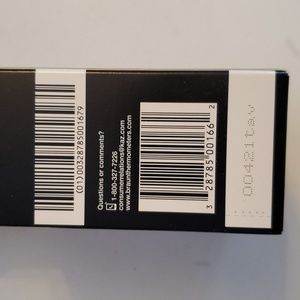 (01)00328785001679
Questions or comments?
1-800-327-7226
consumerrelations@kaz.com
www.braunthermometers.com
3 28785 00166 2
00421tav